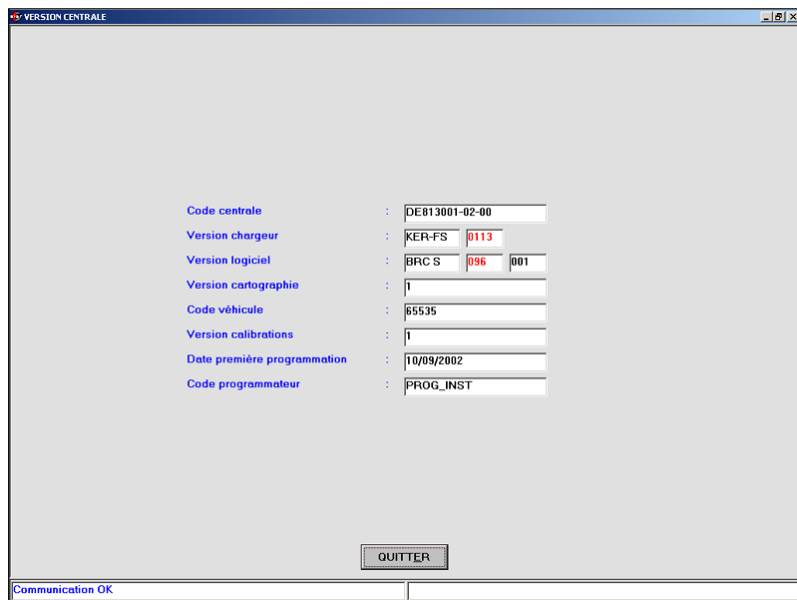 VERSION CENTRALE
Code centrale : DE813001-02-00
Version chargeur : KER-FS 0113
Version logiciel : BRC S 096 001
Version cartographie : 1
Code véhicule : 65535
Version calibrations : 1
Date première programmation : 10/09/2002
Code programmateur : PROG_INST
QUITTER
Communication OK